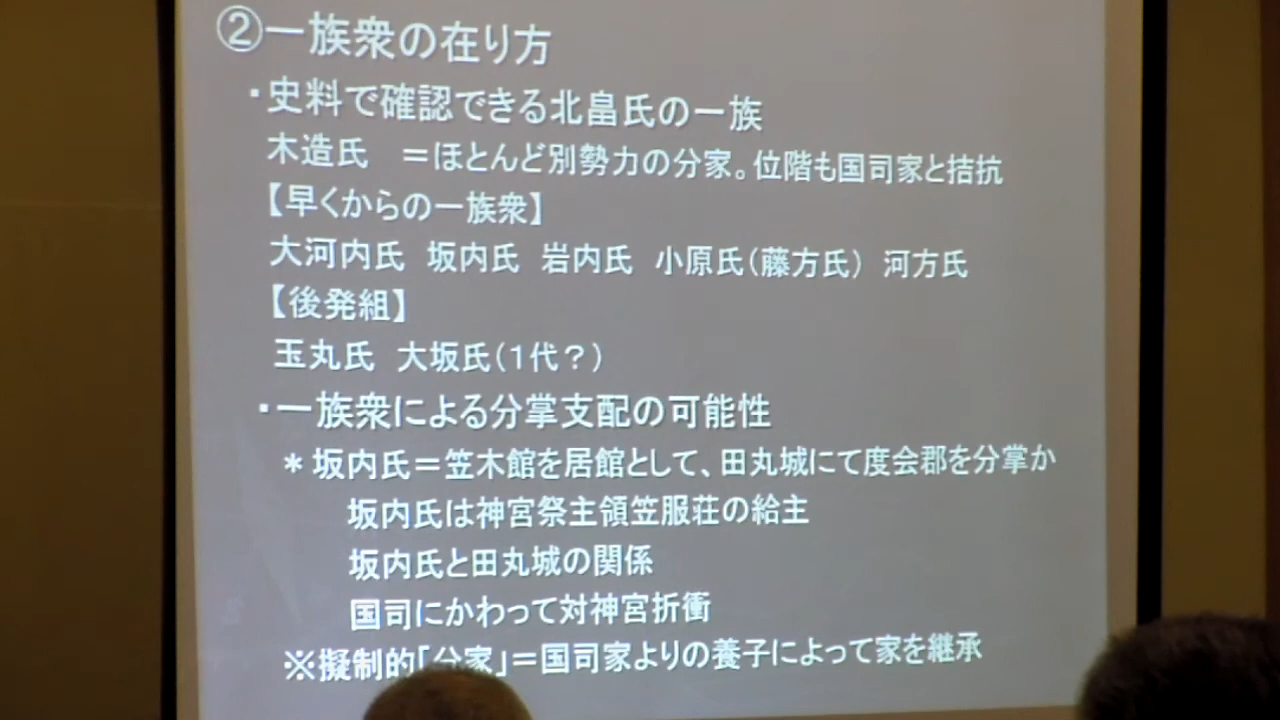 ②一族衆の在り方
・史料で確認できる北畠氏の一族
木造氏　＝ほとんど別勢力の分家。位階も国司家と拮抗
【早くからの一族衆】
大河内氏　坂内氏　岩内氏　小原氏（藤方氏）　河方氏
【後発組】
玉丸氏　大坂氏（１代？）
・一族衆による分掌支配の可能性
＊坂内氏＝笠木館を居館として、田丸城にて度会郡を分掌か
坂内氏は神宮祭主領笠服荘の給主
坂内氏と田丸城の関係
国司にかわって対神宮折衝
※擬制的「分家」＝国司家よりの養子によって家を継承